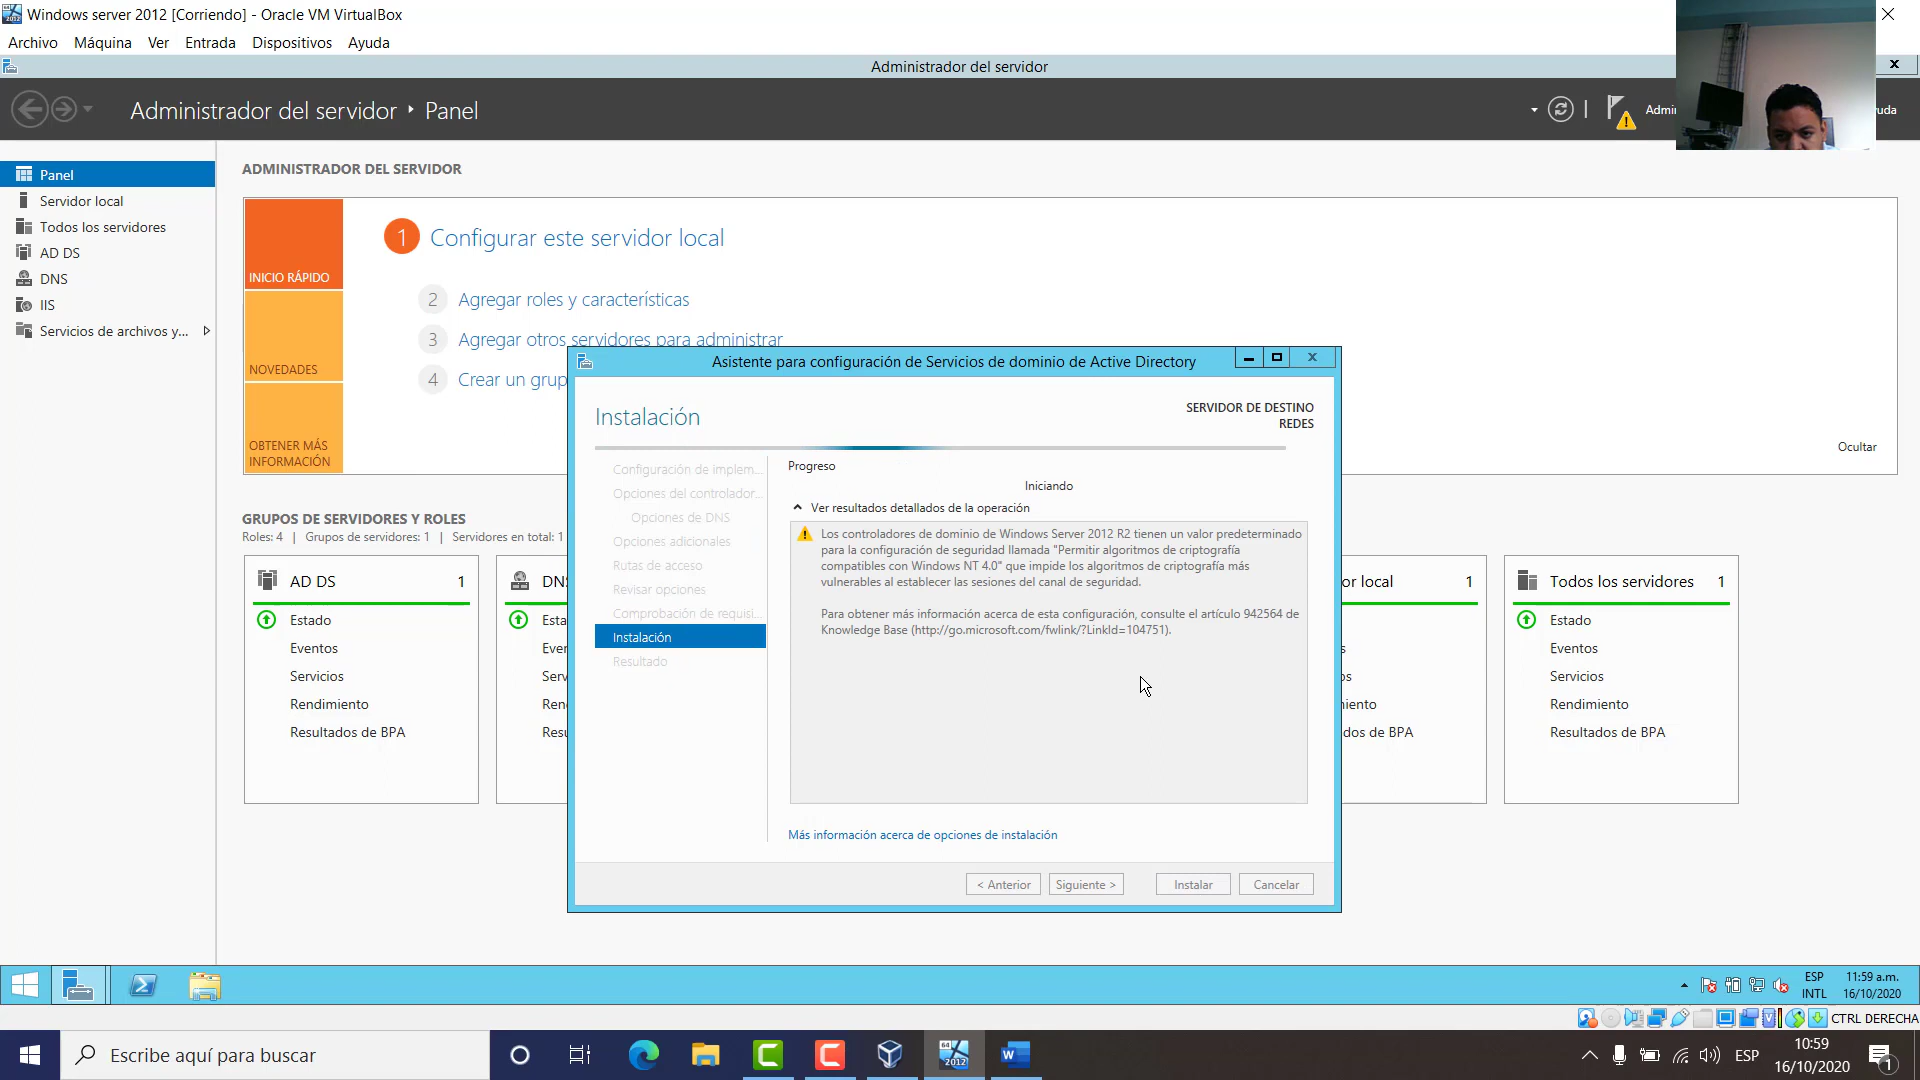 Windows server 2012 [Corriendo] - Oracle VM VirtualBox
Archivo Máquina Ver Entrada Dispositivos Ayuda
Administrador del servidor
Administrador del servidor Panel
Panel
Servidor local
Todos los servidores
AD DS
DNS
IIS
Servicios de archivos y...
ADMINISTRADOR DEL SERVIDOR
INICIO RÁPIDO
NOVEDADES
OBTENER MÁS
INFORMACIÓN
1 Configurar este servidor local
2 Agregar roles y características
3 Agregar otros servidores para administrar
4 Crear un grup
Ocultar
GRUPOS DE SERVIDORES Y ROLES
Roles: 4 | Grupos de servidores: 1 | Servidores en total: 1
AD DS 1
Estado
Eventos
Servicios
Rendimiento
Resultados de BPA
Asistente para configuración de Servicios de dominio de Active Directory
Instalación
SERVIDOR DE DESTINO
REDES
Configuración de implem...
Opciones del controlador...
Opciones de DNS
Opciones adicionales
Rutas de acceso
Revisar opciones
Comprobación de requisi...
Instalación
Resultado
Progreso
Iniciando
Ver resultados detallados de la operación
Los controladores de dominio de Windows Server 2012 R2 tienen un valor predeterminado
para la configuración de seguridad llamada "Permitir algoritmos de criptografía
compatibles con Windows NT 4.0" que impide los algoritmos de criptografía más
vulnerables al establecer las sesiones del canal de seguridad.
Para obtener más información acerca de esta configuración, consulte el artículo 942564 de
Knowledge Base (http://go.microsoft.com/fwlink/?LinkId=104751).
Más información acerca de opciones de instalación
< Anterior Siguiente > Instalar Cancelar
or local 1
dos de BPA
Todos los servidores 1
Estado
Eventos
Servicios
Rendimiento
Resultados de BPA
ESP
INTL
11:59 a.m.
16/10/2020
CTRL DERECHA
Escribe aquí para buscar
ESP
10:59
16/10/2020
1